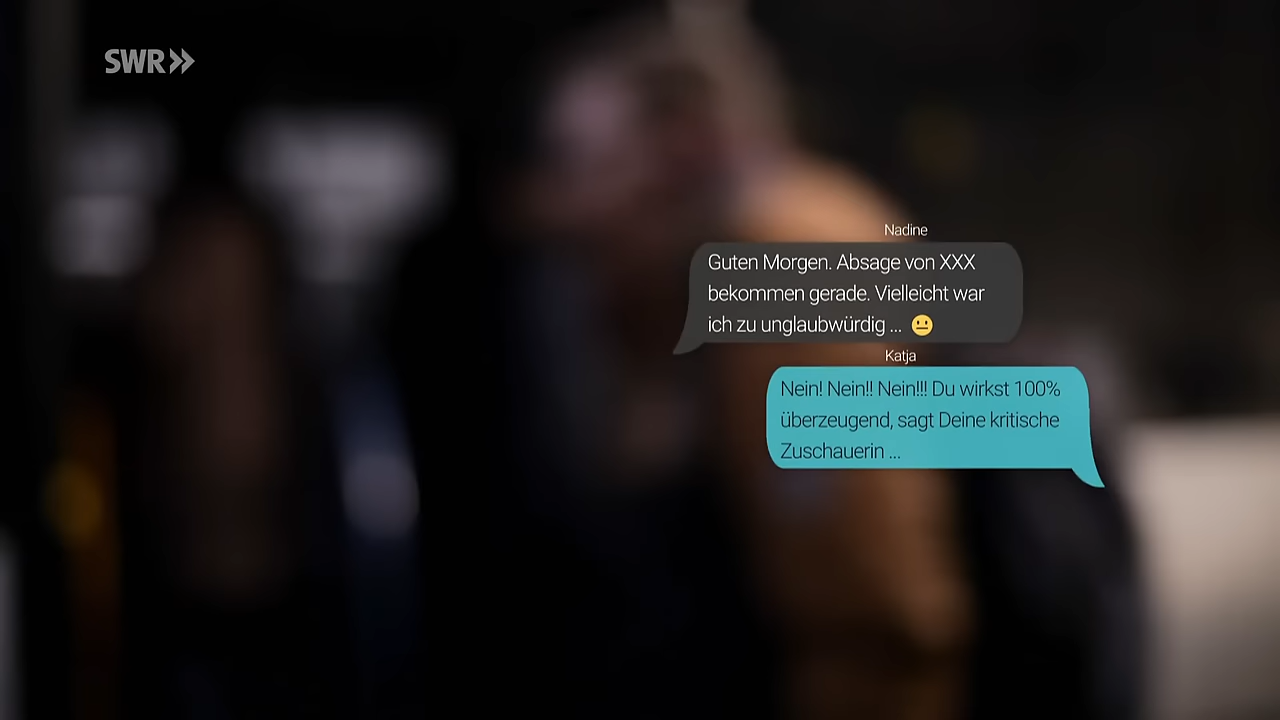 SWR
Nadine
Guten Morgen. Absage von XXX
bekommen gerade. Vielleicht war
ich zu unglaubwürdig ... 😐
Katja
Nein! Nein!! Nein!!! Du wirkst 100%
überzeugend, sagt Deine kritische
Zuschauerin ...